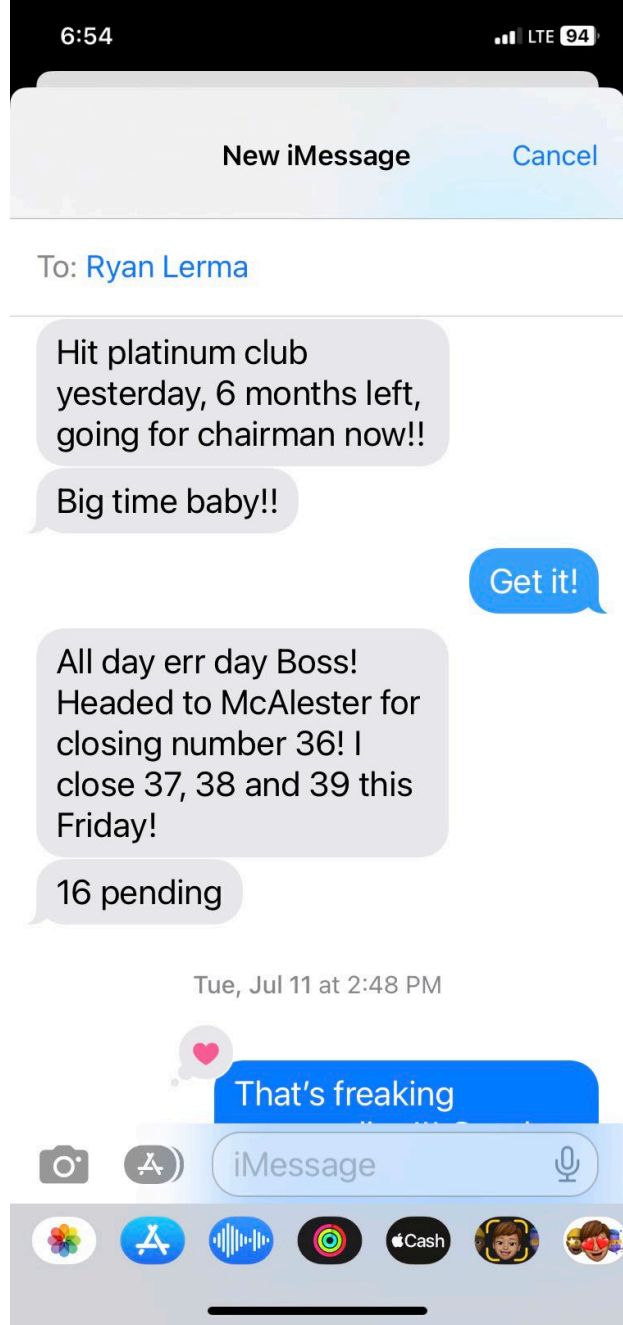 6:54
LTE 94
New iMessage
Cancel
To: Ryan Lerma
Hit platinum club
yesterday, 6 months left,
going for chairman now!!
Big time baby!!
Get it!
All day err day Boss!
Headed to McAlester for
closing number 36! I
close 37, 38 and 39 this
Friday!
16 pending
Tue, Jul 11 at 2:48 PM
That’s freaking
iMessage
Cash